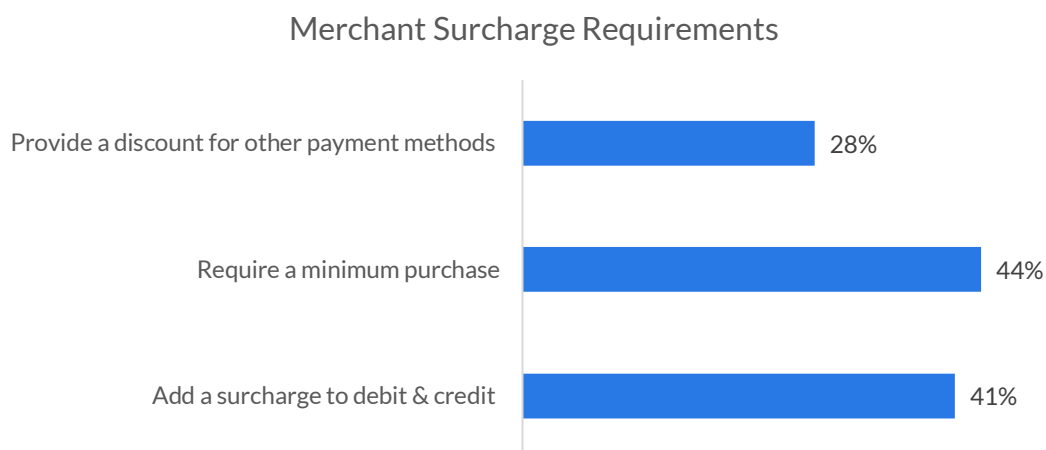 Merchant Surcharge Requirements
Provide a discount for other payment methods 28%
Require a minimum purchase 44%
Add a surcharge to debit & credit 41%